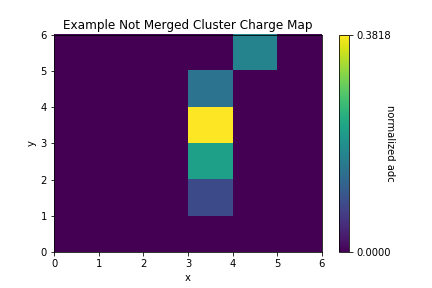 Example Not Merged Cluster Charge Map
6
5
4
3
2
1
0
y
0 1 2 3 4 5 6
x
0.3818
0.0000
normalized adc